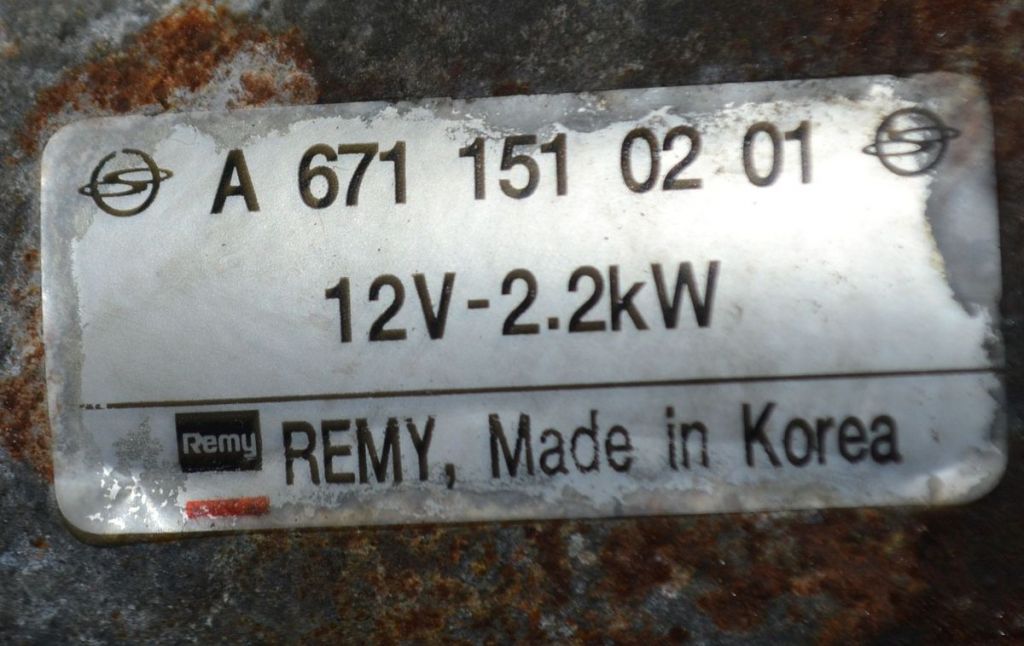 A 671 151 02 01
12V-2.2kW
Remy REMY, Made in Korea